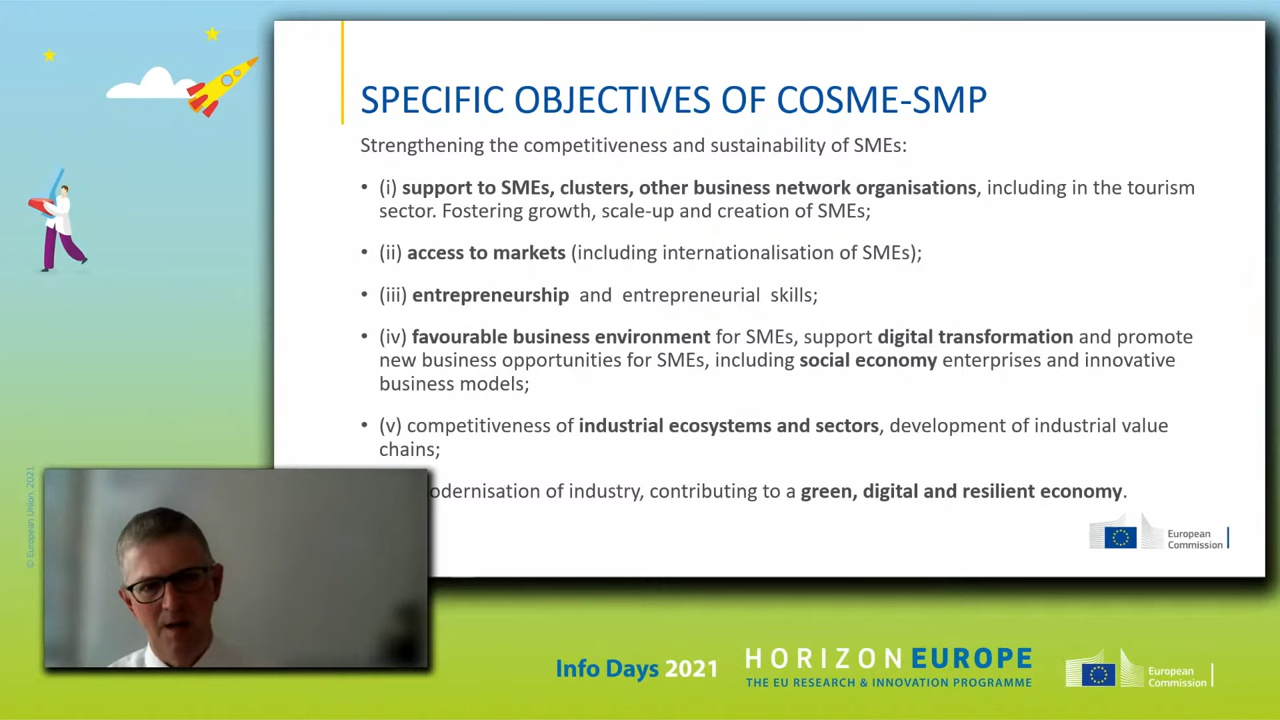 SPECIFIC OBJECTIVES OF COSME-SMP
Strengthening the competitiveness and sustainability of SMEs:
• (i) support to SMEs, clusters, other business network organisations, including in the tourism
sector. Fostering growth, scale-up and creation of SMEs;
• (ii) access to markets (including internationalisation of SMEs);
• (iii) entrepreneurship and entrepreneurial skills;
• (iv) favourable business environment for SMEs, support digital transformation and promote
new business opportunities for SMEs, including social economy enterprises and innovative
business models;
• (v) competitiveness of industrial ecosystems and sectors, development of industrial value
chains;
odernisation of industry, contributing to a green, digital and resilient economy.
European
Commission
© European Union, 2021
Info Days 2021
HORIZON EUROPE
THE EU RESEARCH & INNOVATION PROGRAMME
European
Commission